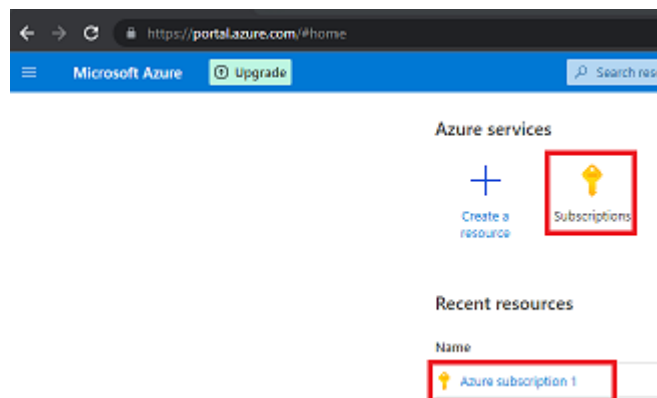 https://portal.azure.com/#home
Microsoft Azure
Upgrade
Search res
Azure services
Create a
resource
Subscriptions
Recent resources
Name
Azure subscription 1